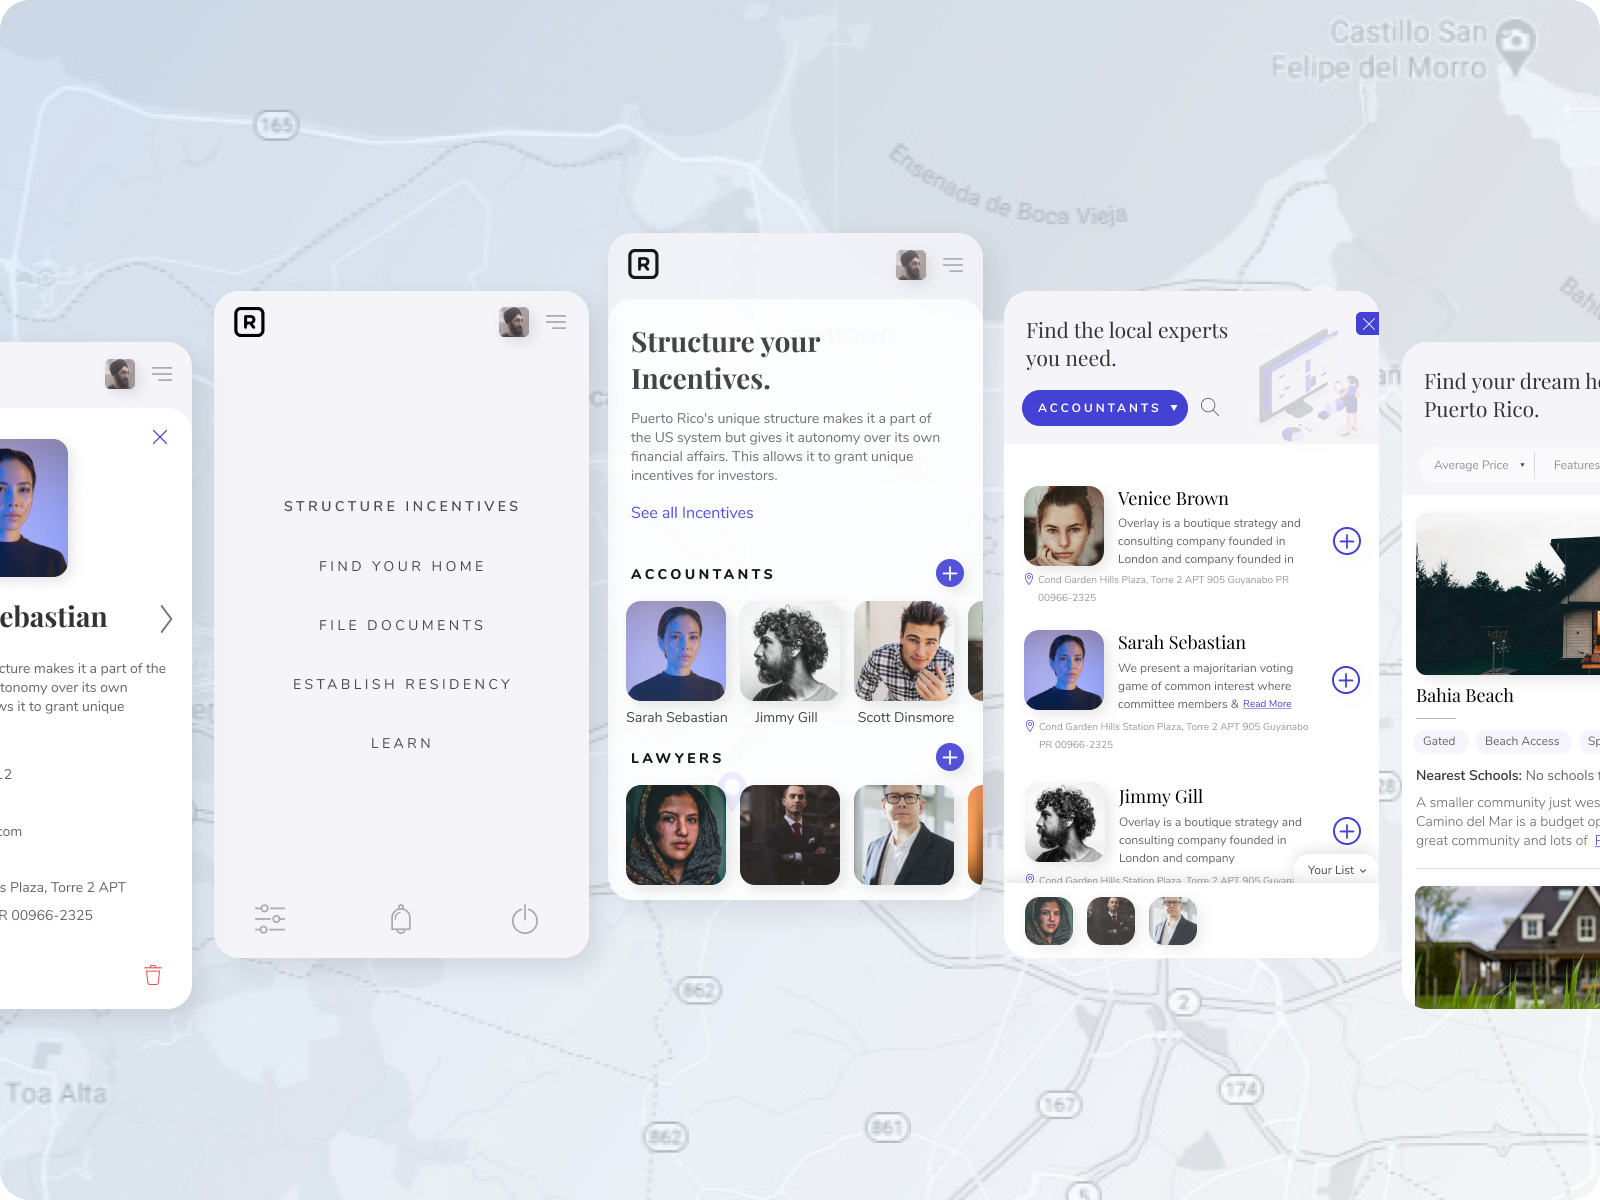 Castillo San
Felipe del Morro
165
Ensenada de Boca Vieja
ebastian
cture makes it a part of the
tonomy over its own
ws it to grant unique
12
com
s Plaza, Torre 2 APT
R 00966-2325
R
STRUCTURE INCENTIVES
FIND YOUR HOME
FILE DOCUMENTS
ESTABLISH RESIDENCY
LEARN
R
Structure your
Incentives.
Puerto Rico's unique structure makes it a part of
the US system but gives it autonomy over its own
financial affairs. This allows it to grant unique
incentives for investors.
See all Incentives
ACCOUNTANTS
Sarah Sebastian
Jimmy Gill
Scott Dinsmore
LAWYERS
Find the local experts
you need.
ACCOUNTANTS
Venice Brown
Overlay is a boutique strategy and
consulting company founded in
London and company founded in
Cond Garden Hills Plaza, Torre 2 APT 905 Guyanabo PR
00966-2325
Sarah Sebastian
We present a majoritarian voting
game of common interest where
committee members & Read More
Cond Garden Hills Station Plaza, Torre 2 APT 905 Guyanabo
PR 00966-2325
Jimmy Gill
Overlay is a boutique strategy and
consulting company founded in
London and company
Cond Garden Hills Station Plaza, Torre 2 APT 905 Guyana
Your List
Find your dream ho
Puerto Rico.
Average Price
Features
Bahia Beach
Gated
Beach Access
Sp
Nearest Schools: No schools f
A smaller community just wes
Camino del Mar is a budget op
great community and lots of
Bahi
28
862
2
174
167
861
862
5
Toa Alta